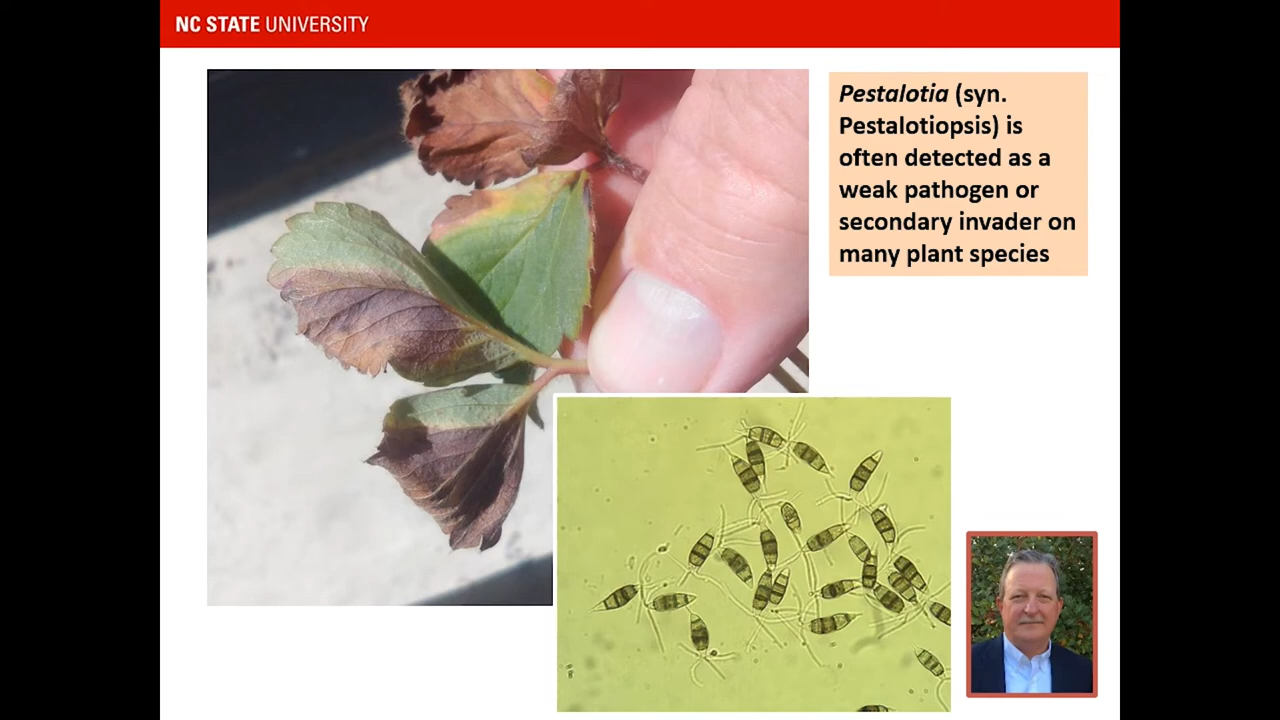 NC STATE UNIVERSITY
Pestalotia (syn.
Pestalotiopsis) is
often detected as a
weak pathogen or
secondary invader on
many plant species